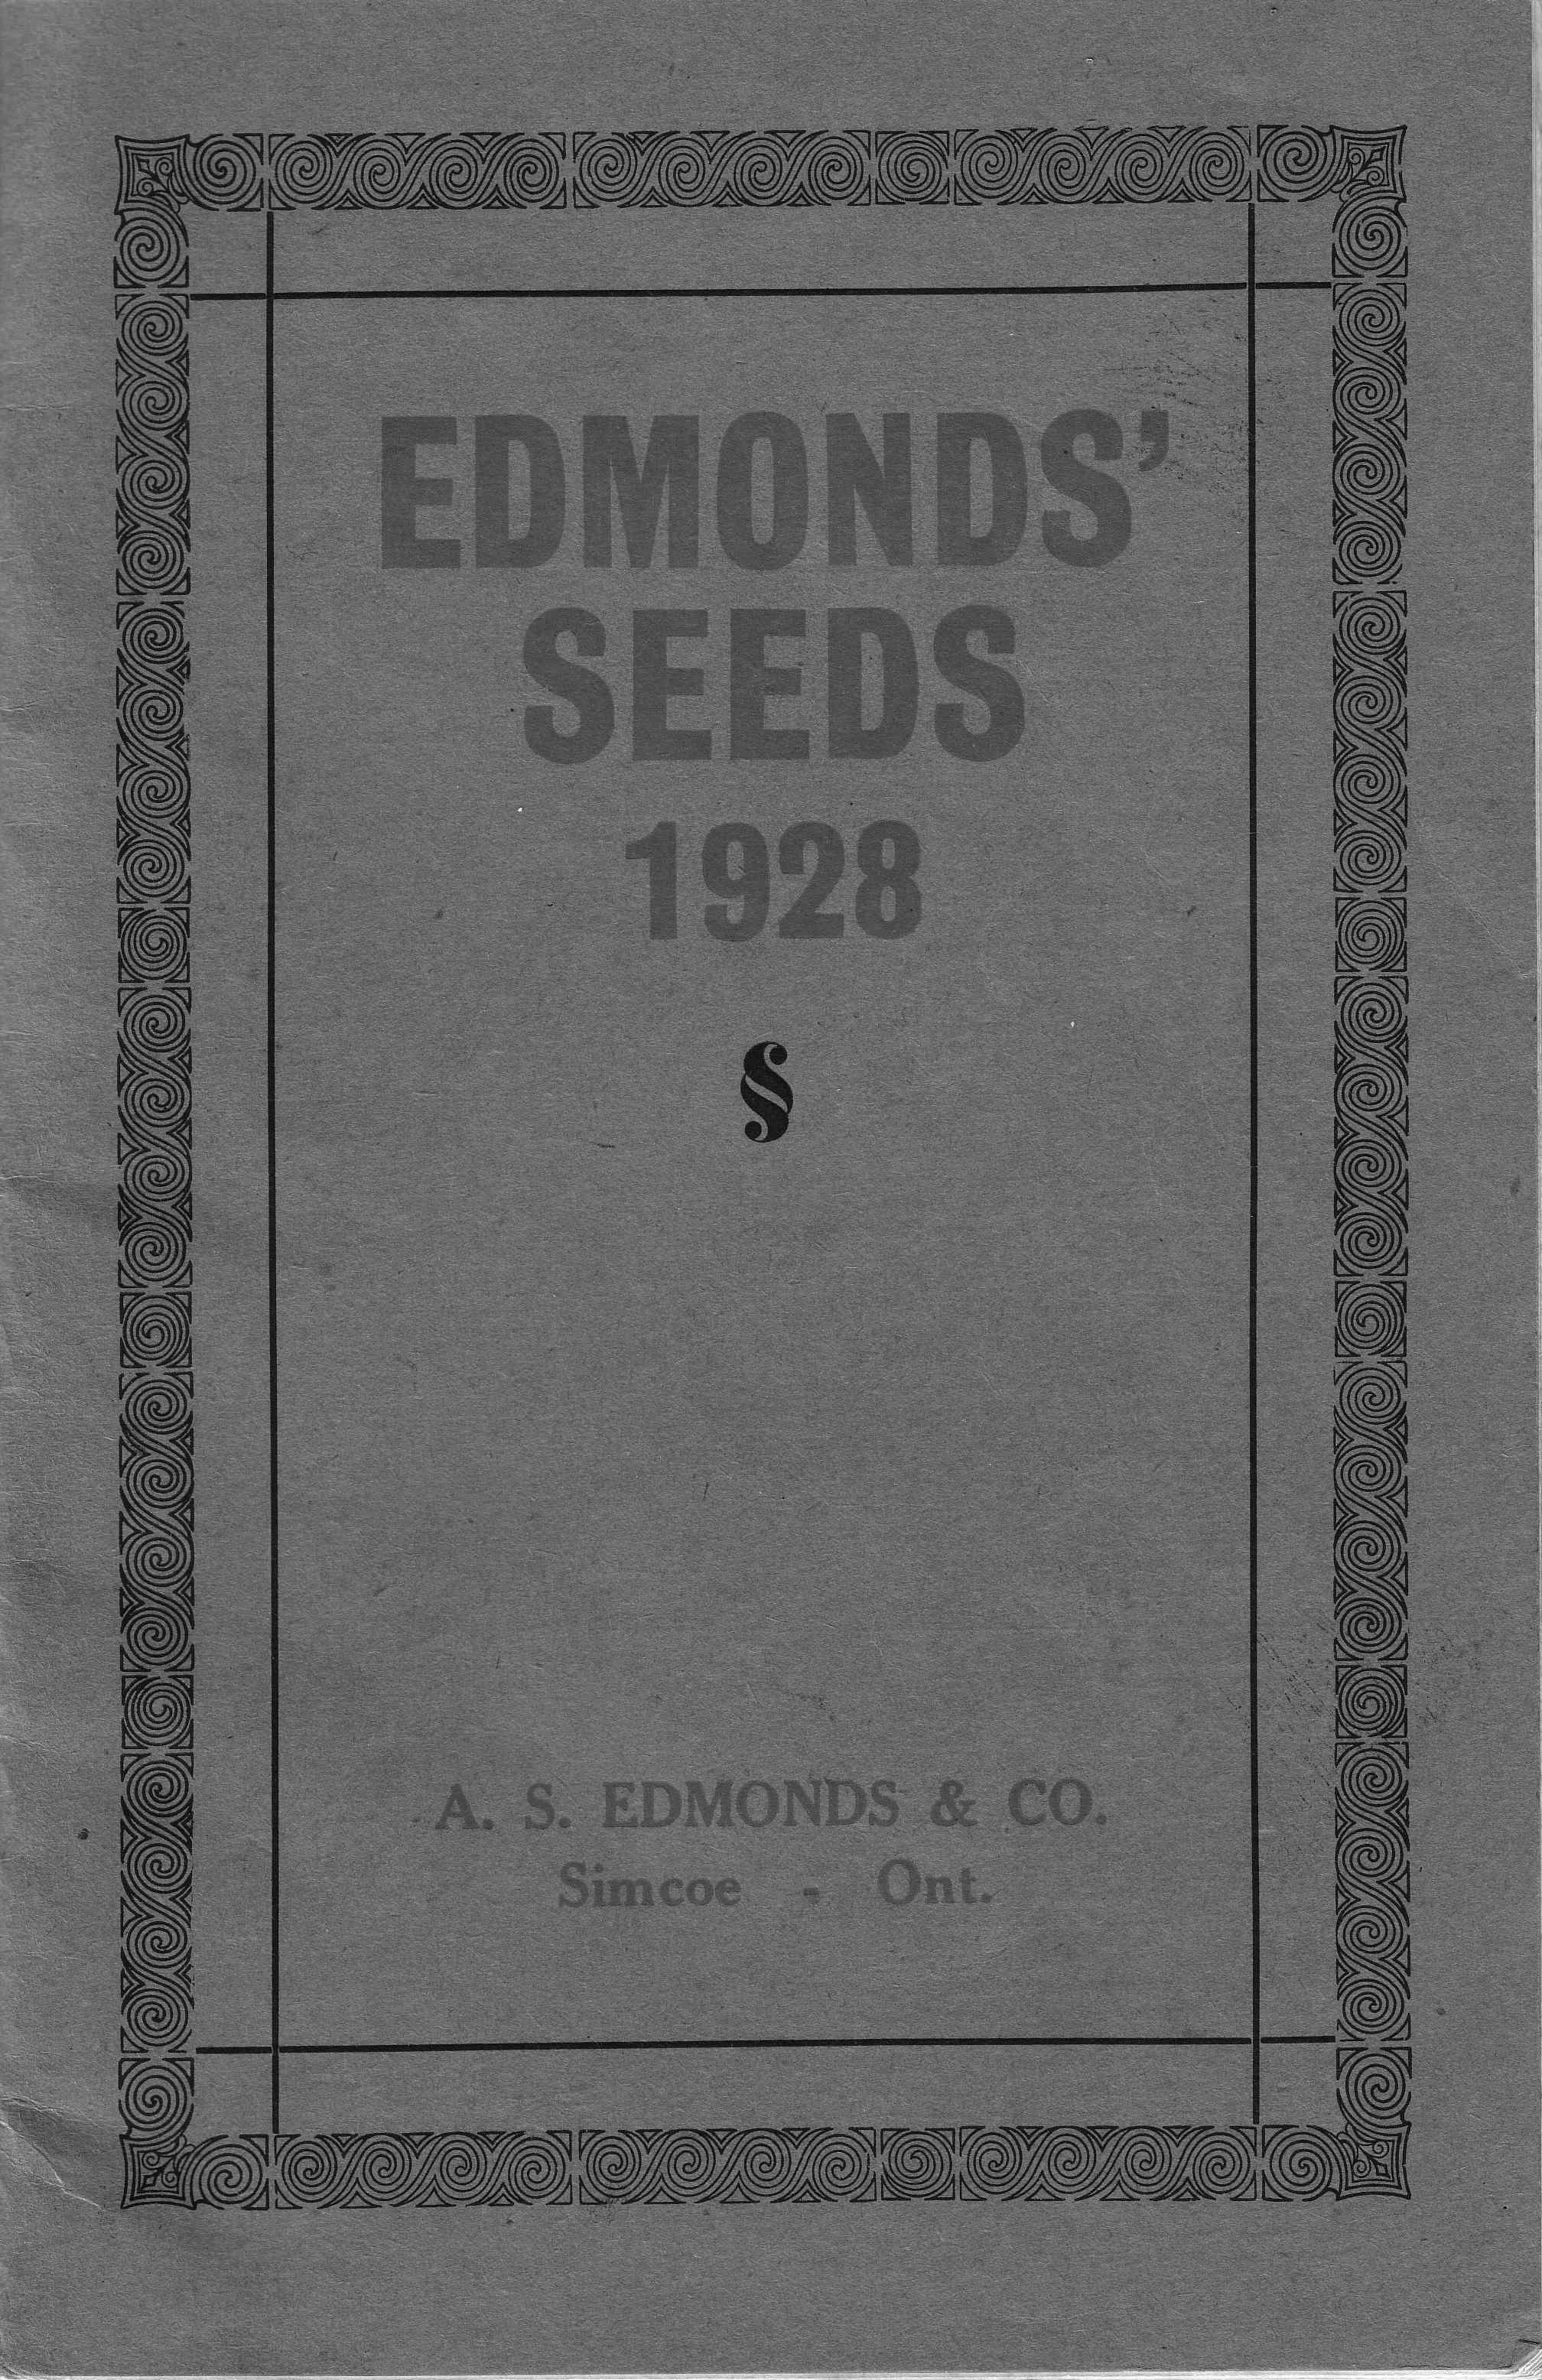 EDMONDS'
SEEDS
1928
§
A. S. EDMONDS & CO.
Simcoe - Ont.